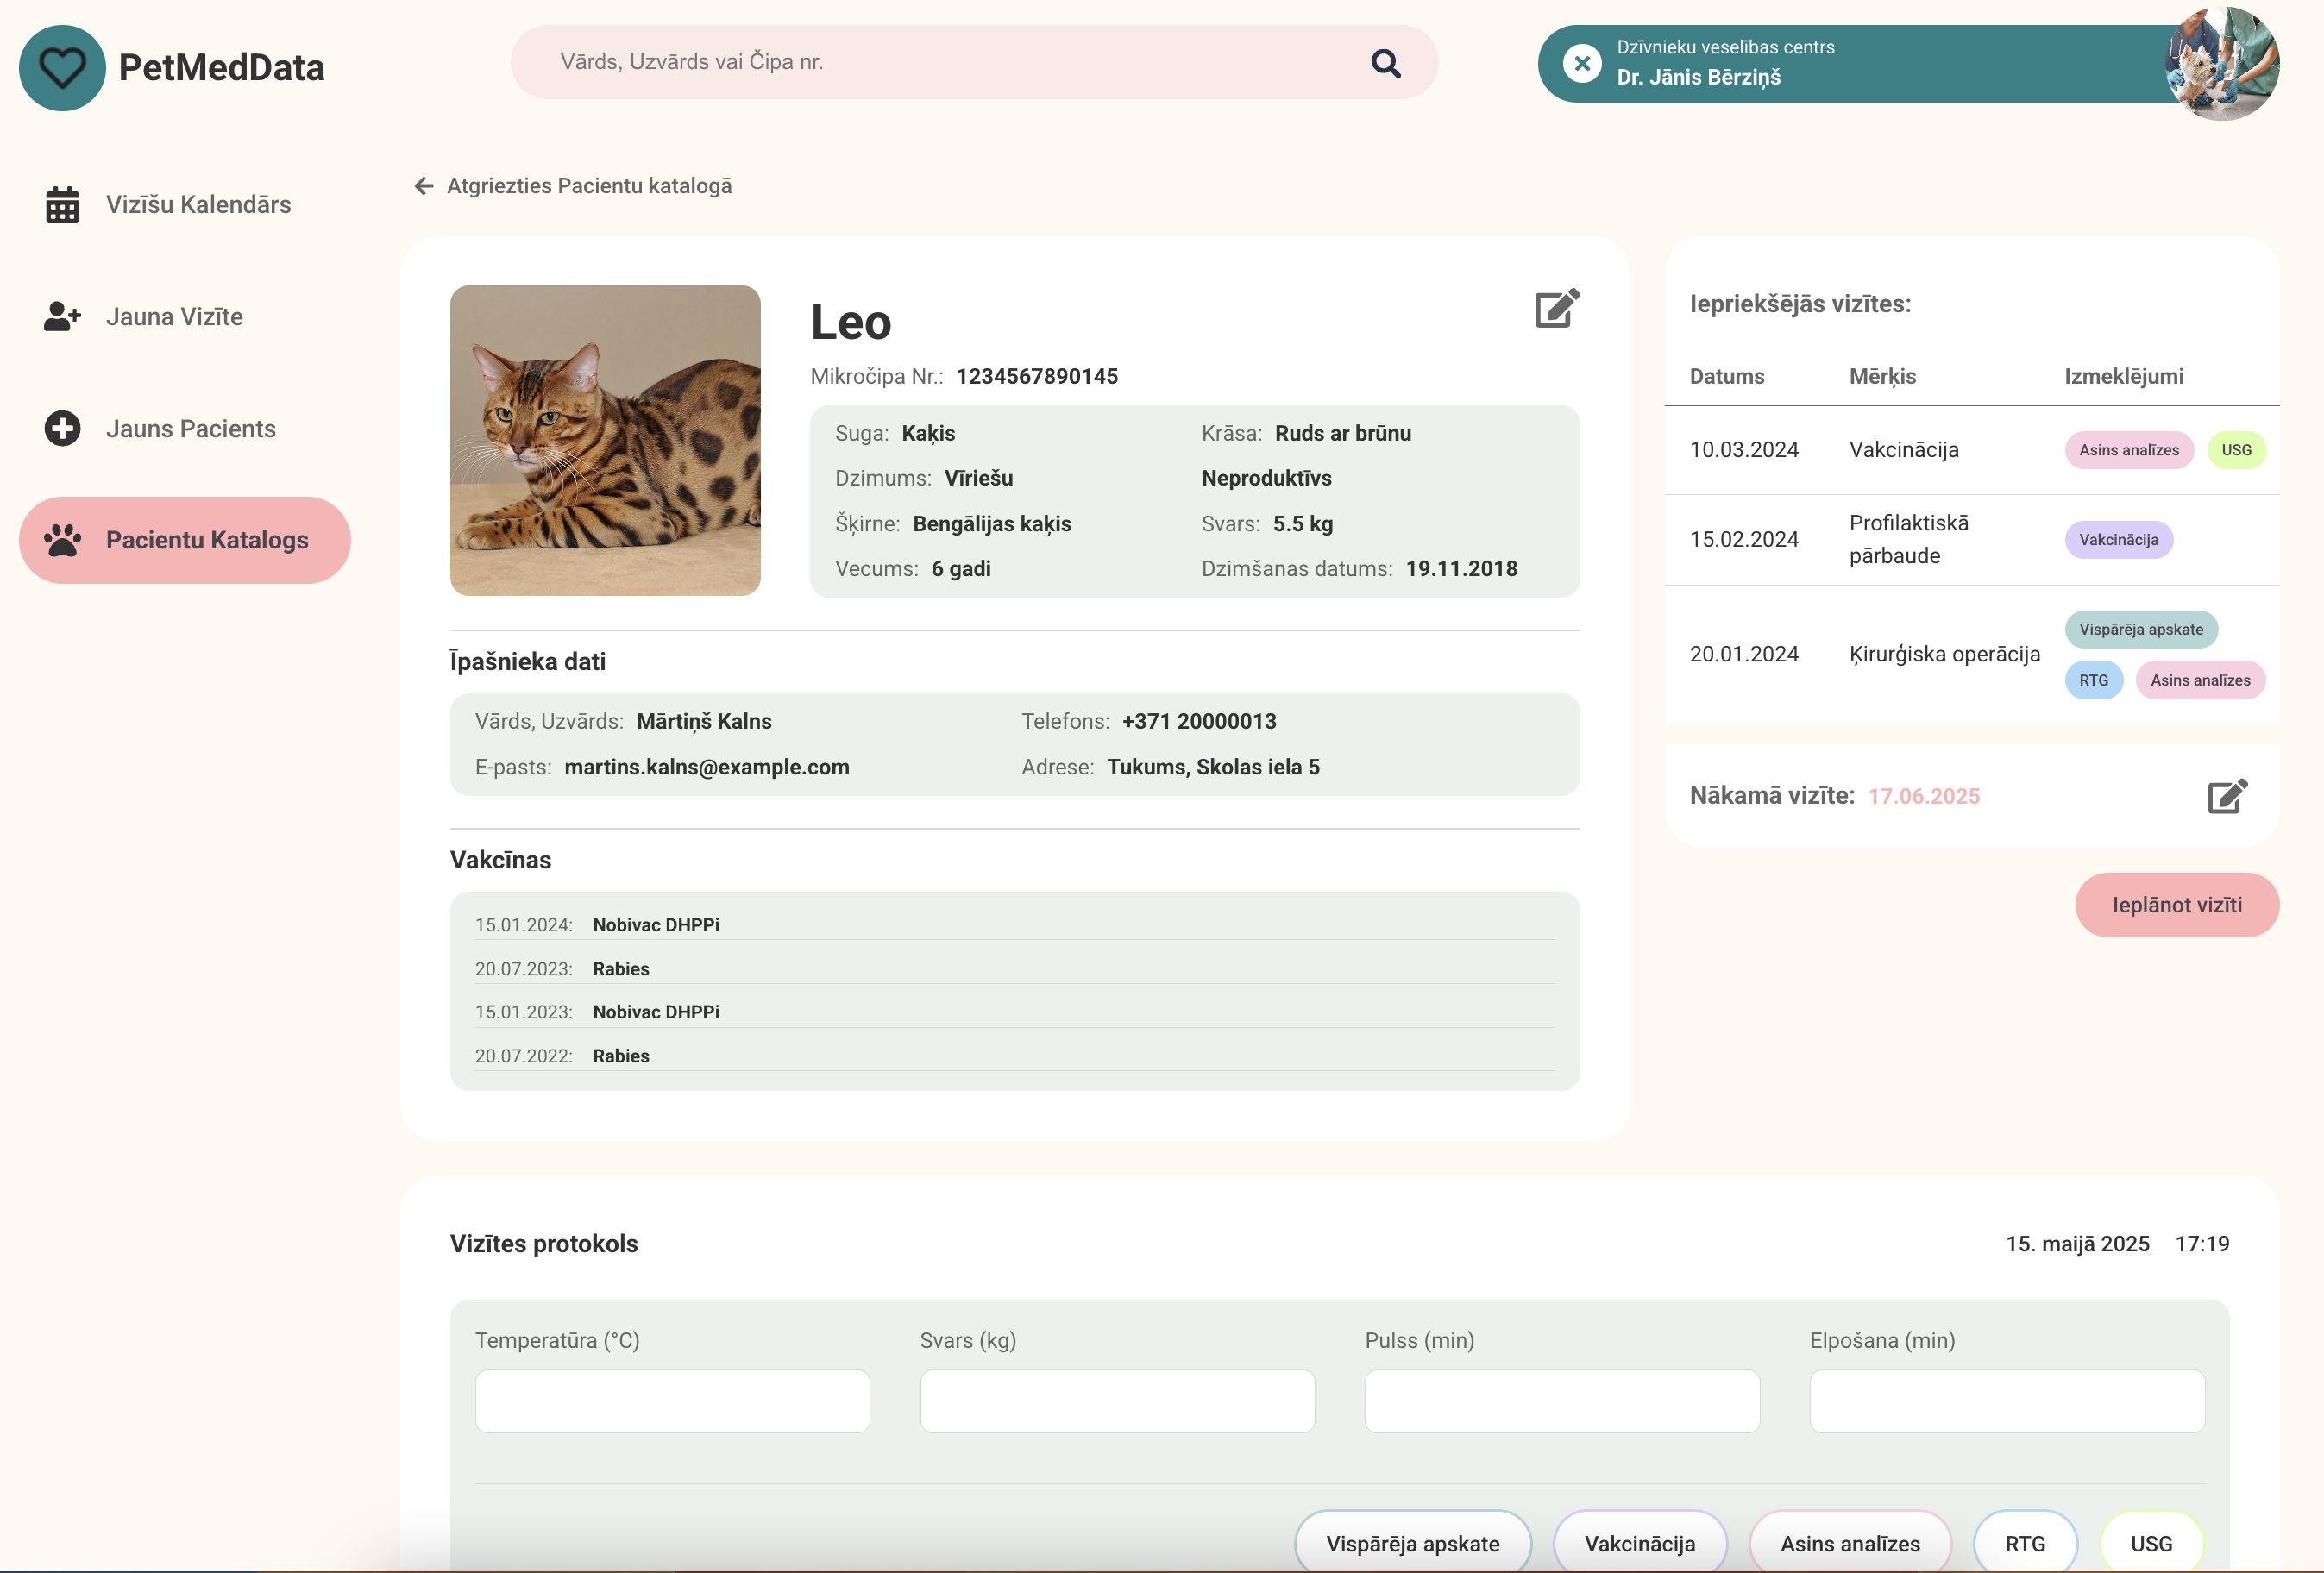 PetMedData
Vārds, Uzvārds vai Čipa nr.
Dzīvnieku veselības centrs
Dr. Jānis Bērziņš
Vizīšu Kalendārs
Jauna Vizīte
Jauns Pacients
Pacientu Katalogs
Atgriezties Pacientu katalogā
Leo
Mikročipa Nr.: 1234567890145
Suga: Kaķis
Krāsa: Ruds ar brūnu
Dzimums: Vīriešu
Neproduktīvs
Šķirne: Bengālijas kaķis
Svars: 5.5 kg
Vecums: 6 gadi
Dzimšanas datums: 19.11.2018
Īpašnieka dati
Vārds, Uzvārds: Mārtiņš Kalns
Telefons: +371 20000013
E-pasts: martins.kalns@example.com
Adrese: Tukums, Skolas iela 5
Vakcīnas
15.01.2024: Nobivac DHPPi
20.07.2023: Rabies
15.01.2023: Nobivac DHPPi
20.07.2022: Rabies
Iepriekšējās vizītes:
Datums Mērķis Izmeklējumi
10.03.2024 Vakcinācija Asins analīzes USG
15.02.2024 Profilaktiskā
pārbaude Vakcinācija
20.01.2024 Ķirurģiska operācija Vispārēja apskate
RTG Asins analīzes
Nākamā vizīte: 17.06.2025
Ieplānot vizīti
Vizītes protokols
15. maijā 2025 17:19
Temperatūra (°C) Svars (kg) Pulss (min) Elpošana (min)
Vispārēja apskate Vakcinācija Asins analīzes RTG USG